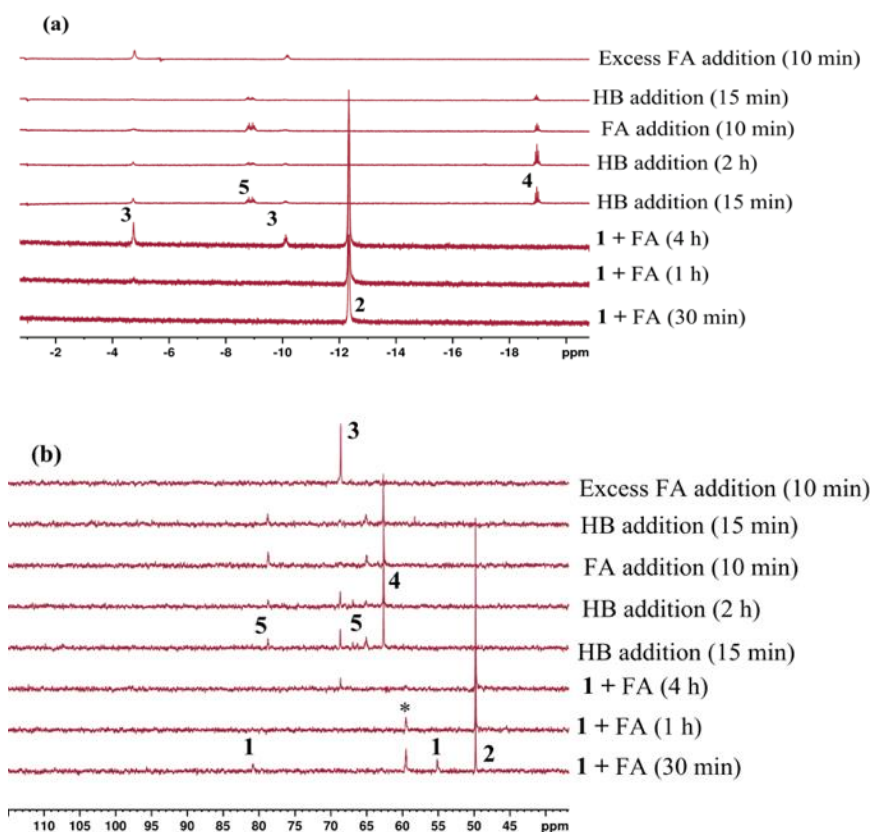 (a)
Excess FA addition (10 min)
HB addition (15 min)
FA addition (10 min)
HB addition (2 h)
4
5
HB addition (15 min)
3
3
1 + FA (4 h)
1 + FA (1 h)
2
1 + FA (30 min)
-2 -4 -6 -8 -10 -12 -14 -16 -18 ppm
3
(b)
Excess FA addition (10 min)
HB addition (15 min)
FA addition (10 min)
4
HB addition (2 h)
5 5
HB addition (15 min)
1 + FA (4 h)
*
1 + FA (1 h)
1 1 2
1 + FA (30 min)
110 105 100 95 90 85 80 75 70 65 60 55 50 45 ppm